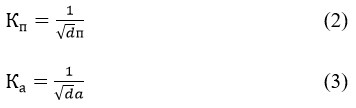 Кп = 1/√dп (2)
Ка = 1/√dа (3)